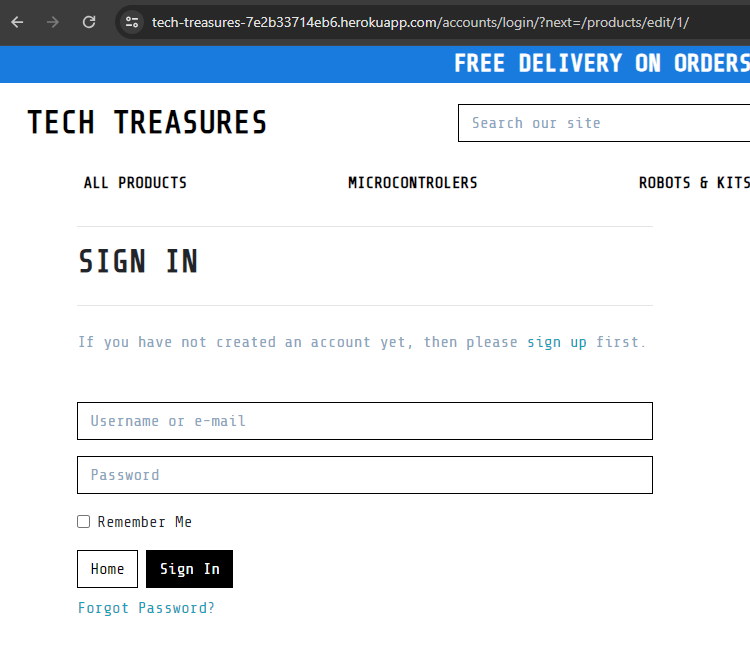 tech-treasures-7e2b33714eb6.herokuapp.com/accounts/login/?next=/products/edit/1/
FREE DELIVERY ON ORDERS
TECH TREASURES
Search our site
ALL PRODUCTS
MICROCONTROLERS
ROBOTS & KITS
SIGN IN
If you have not created an account yet, then please sign up first.
Username or e-mail
Password
Remember Me
Home
Sign In
Forgot Password?